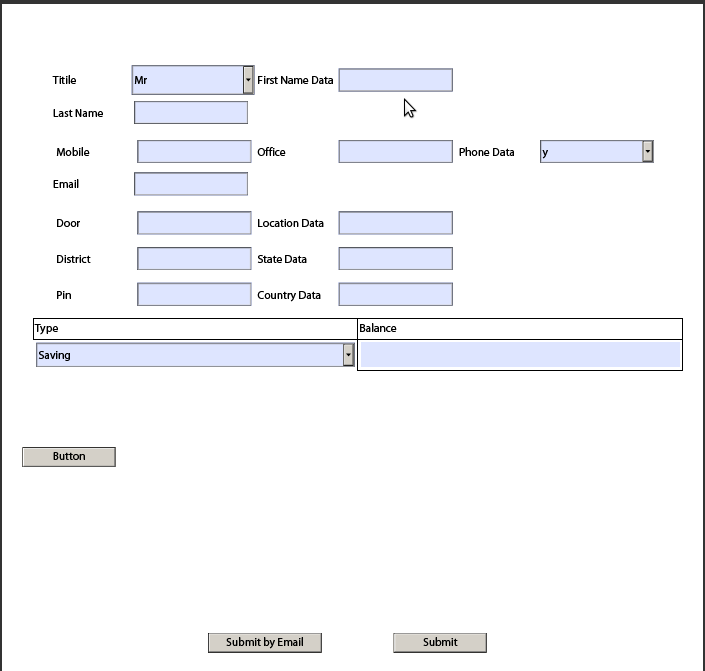 Titile Mr First Name Data
Last Name
Mobile Office Phone Data y
Email
Door Location Data
District State Data
Pin Country Data
Type Balance
Saving
Button
Submit by Email Submit